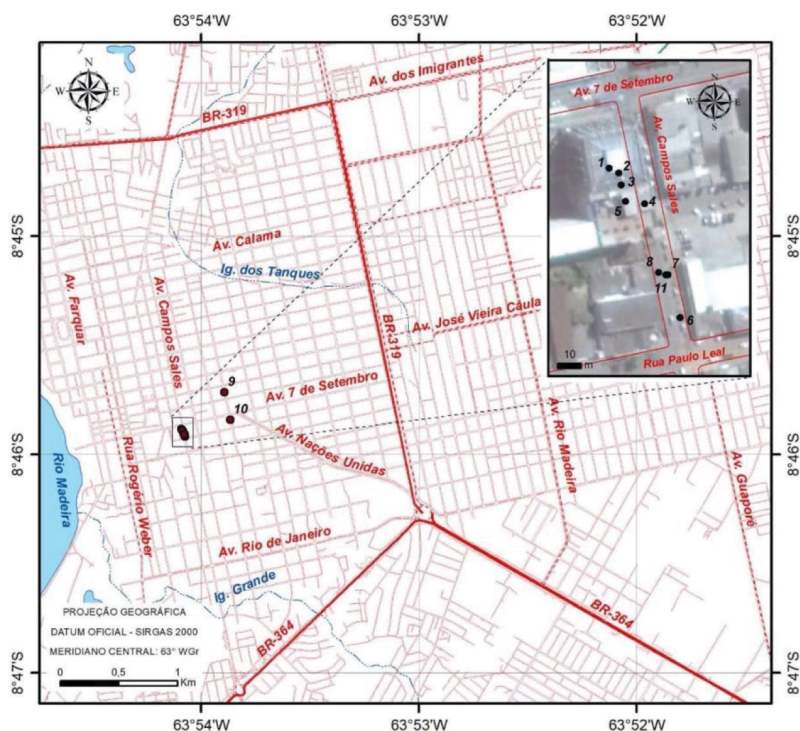 63°54'W
63°53'W
63°52'W
N
W
E
S
BR-319
Av. dos Imigrantes
N
W
E
S
Av. 7 de Setembro
Av. Campos Sales
1
2
3
5
4
8
7
11
6
Rua Paulo Leal
10
m
8°45'S
8°45'S
Av. Calama
Ig. dos Tanques
Av. Farquar
Av. Campos Sales
BR-319
Av. José Vieira Caúla
9
Av. 7 de Setembro
10
Av. Nações Unidas
Av. Rio Madeira
8°46'S
8°46'S
Rio Madeira
Rua Rogério Weber
Av. Guaporé
Av. Rio de Janeiro
Ig. Grande
BR-364
BR-364
PROJEÇÃO GEOGRÁFICA
DATUM OFICIAL - SIRGAS 2000
MERIDIANO CENTRAL: 63° WGr
0 0,5 1
Km
8°47'S
8°47'S
63°54'W
63°53'W
63°52'W